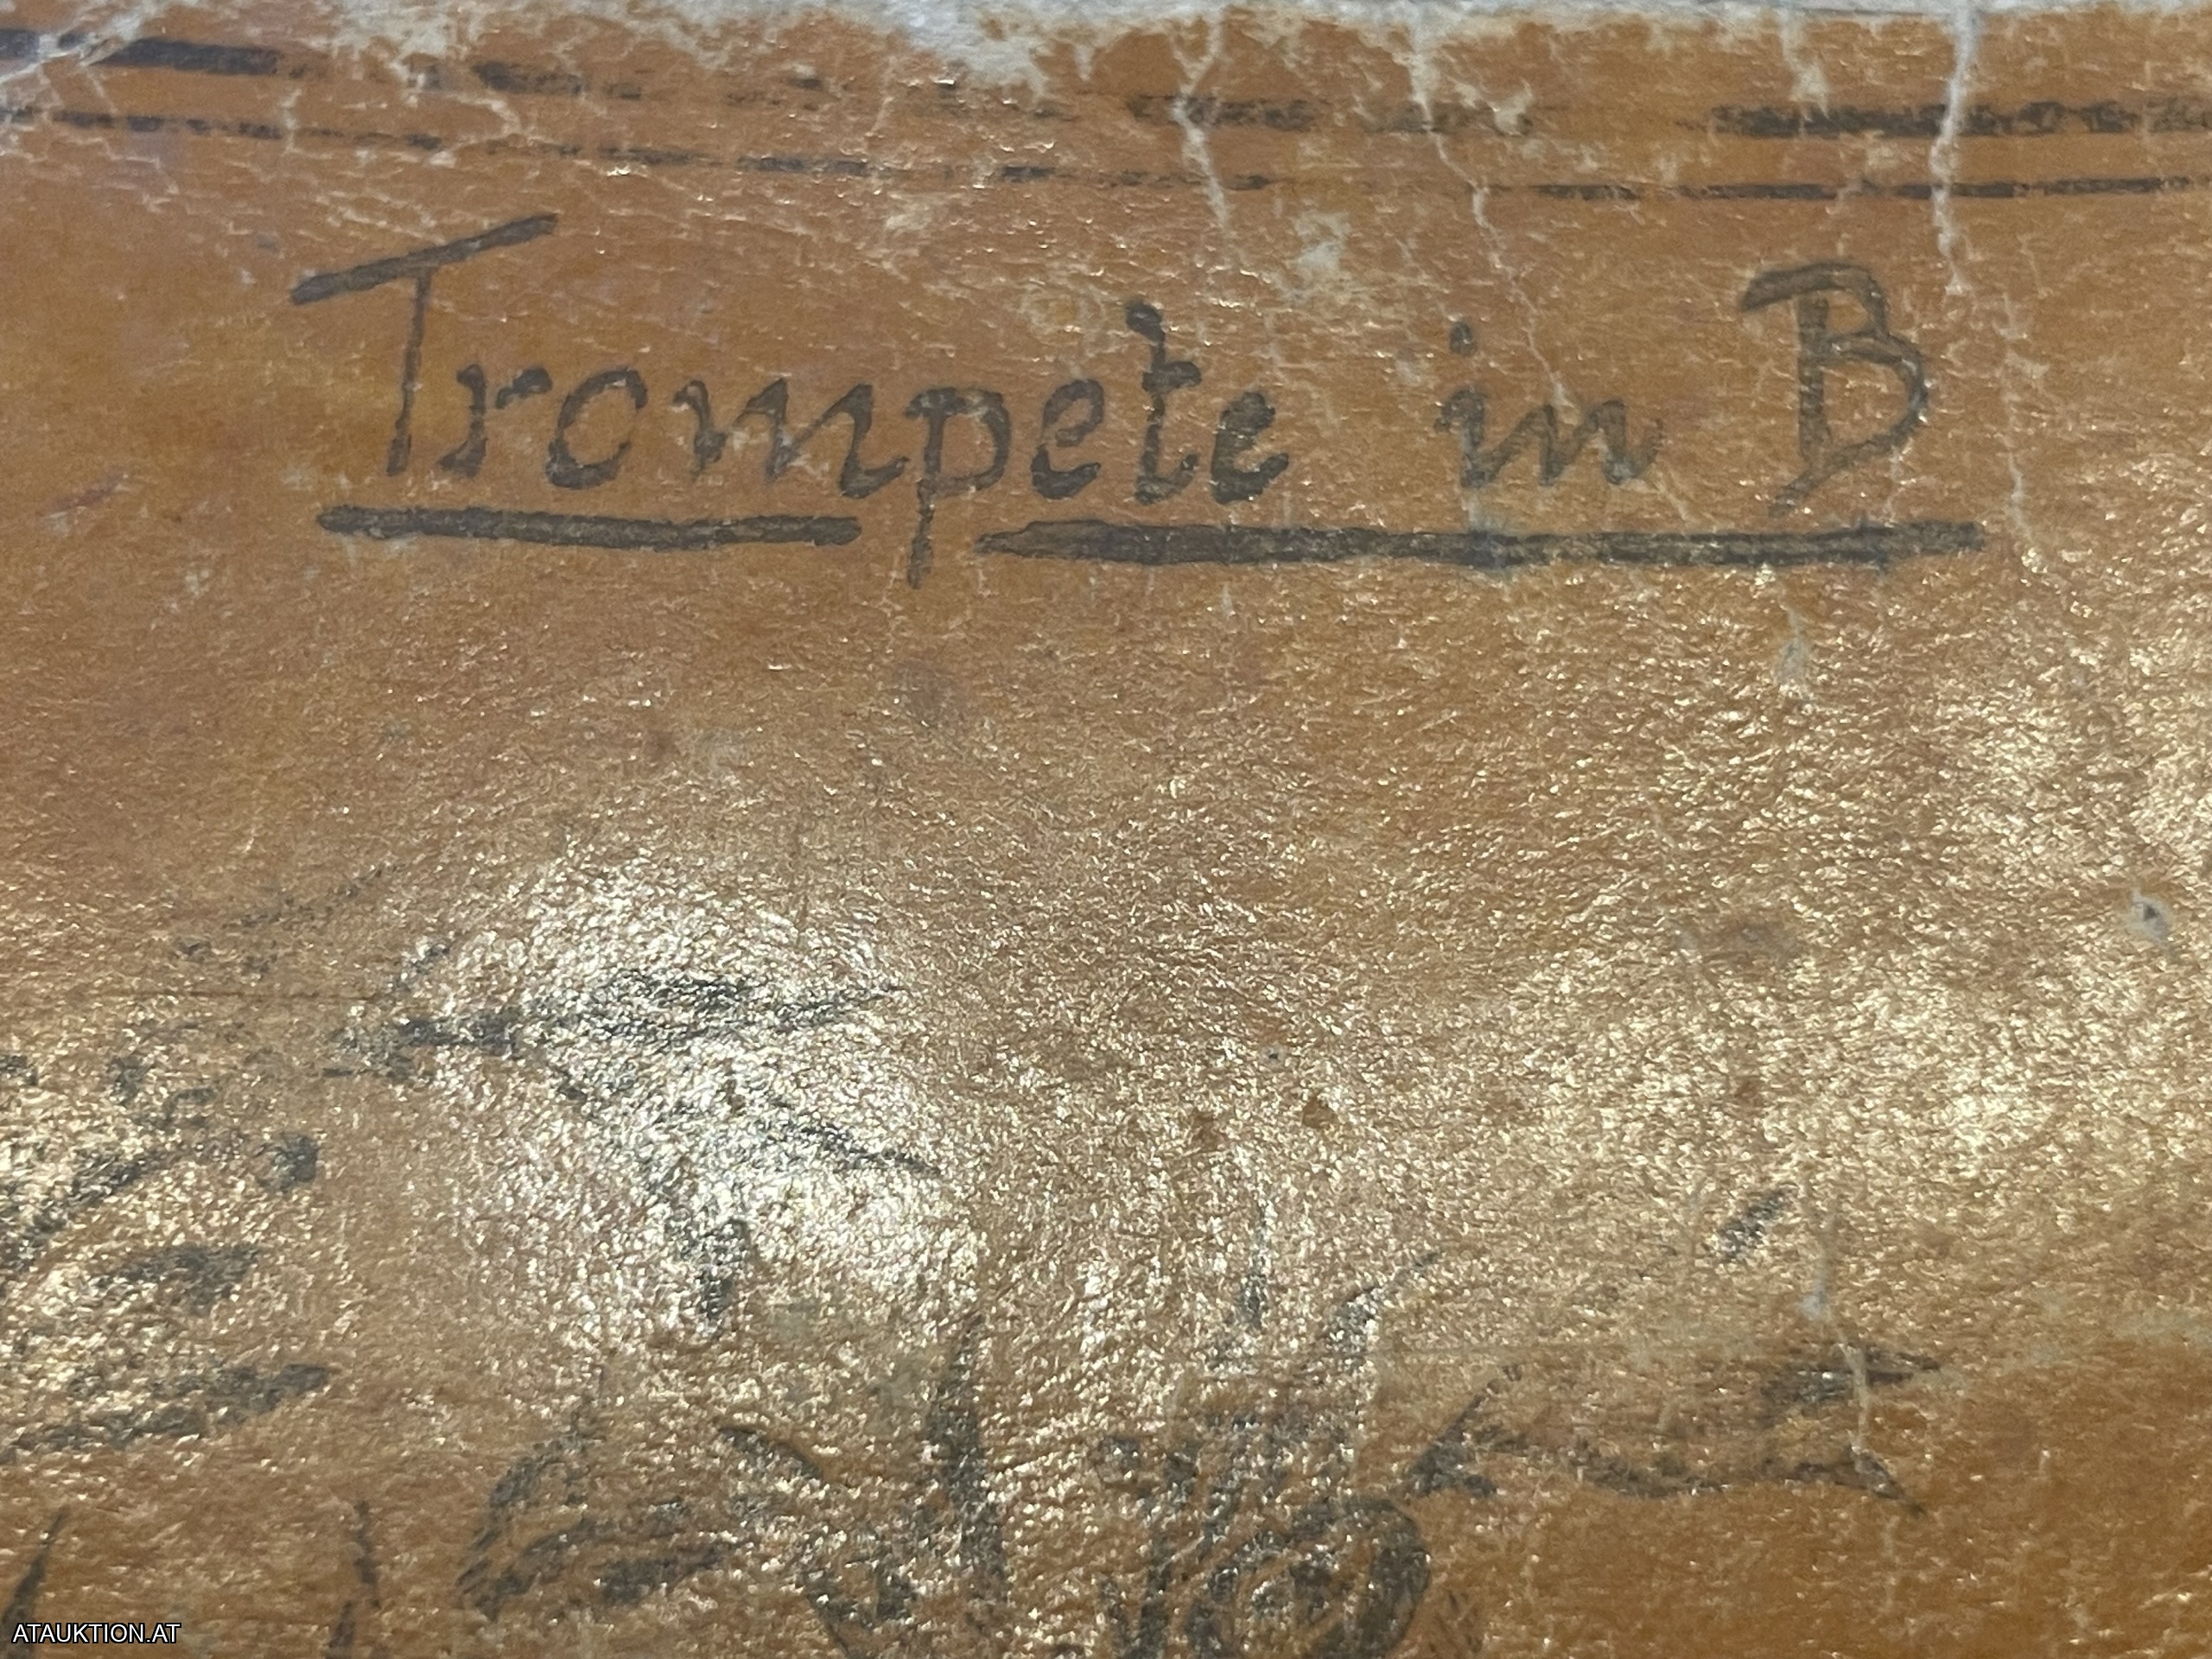 Trompete in B
ATAUKTION.AT